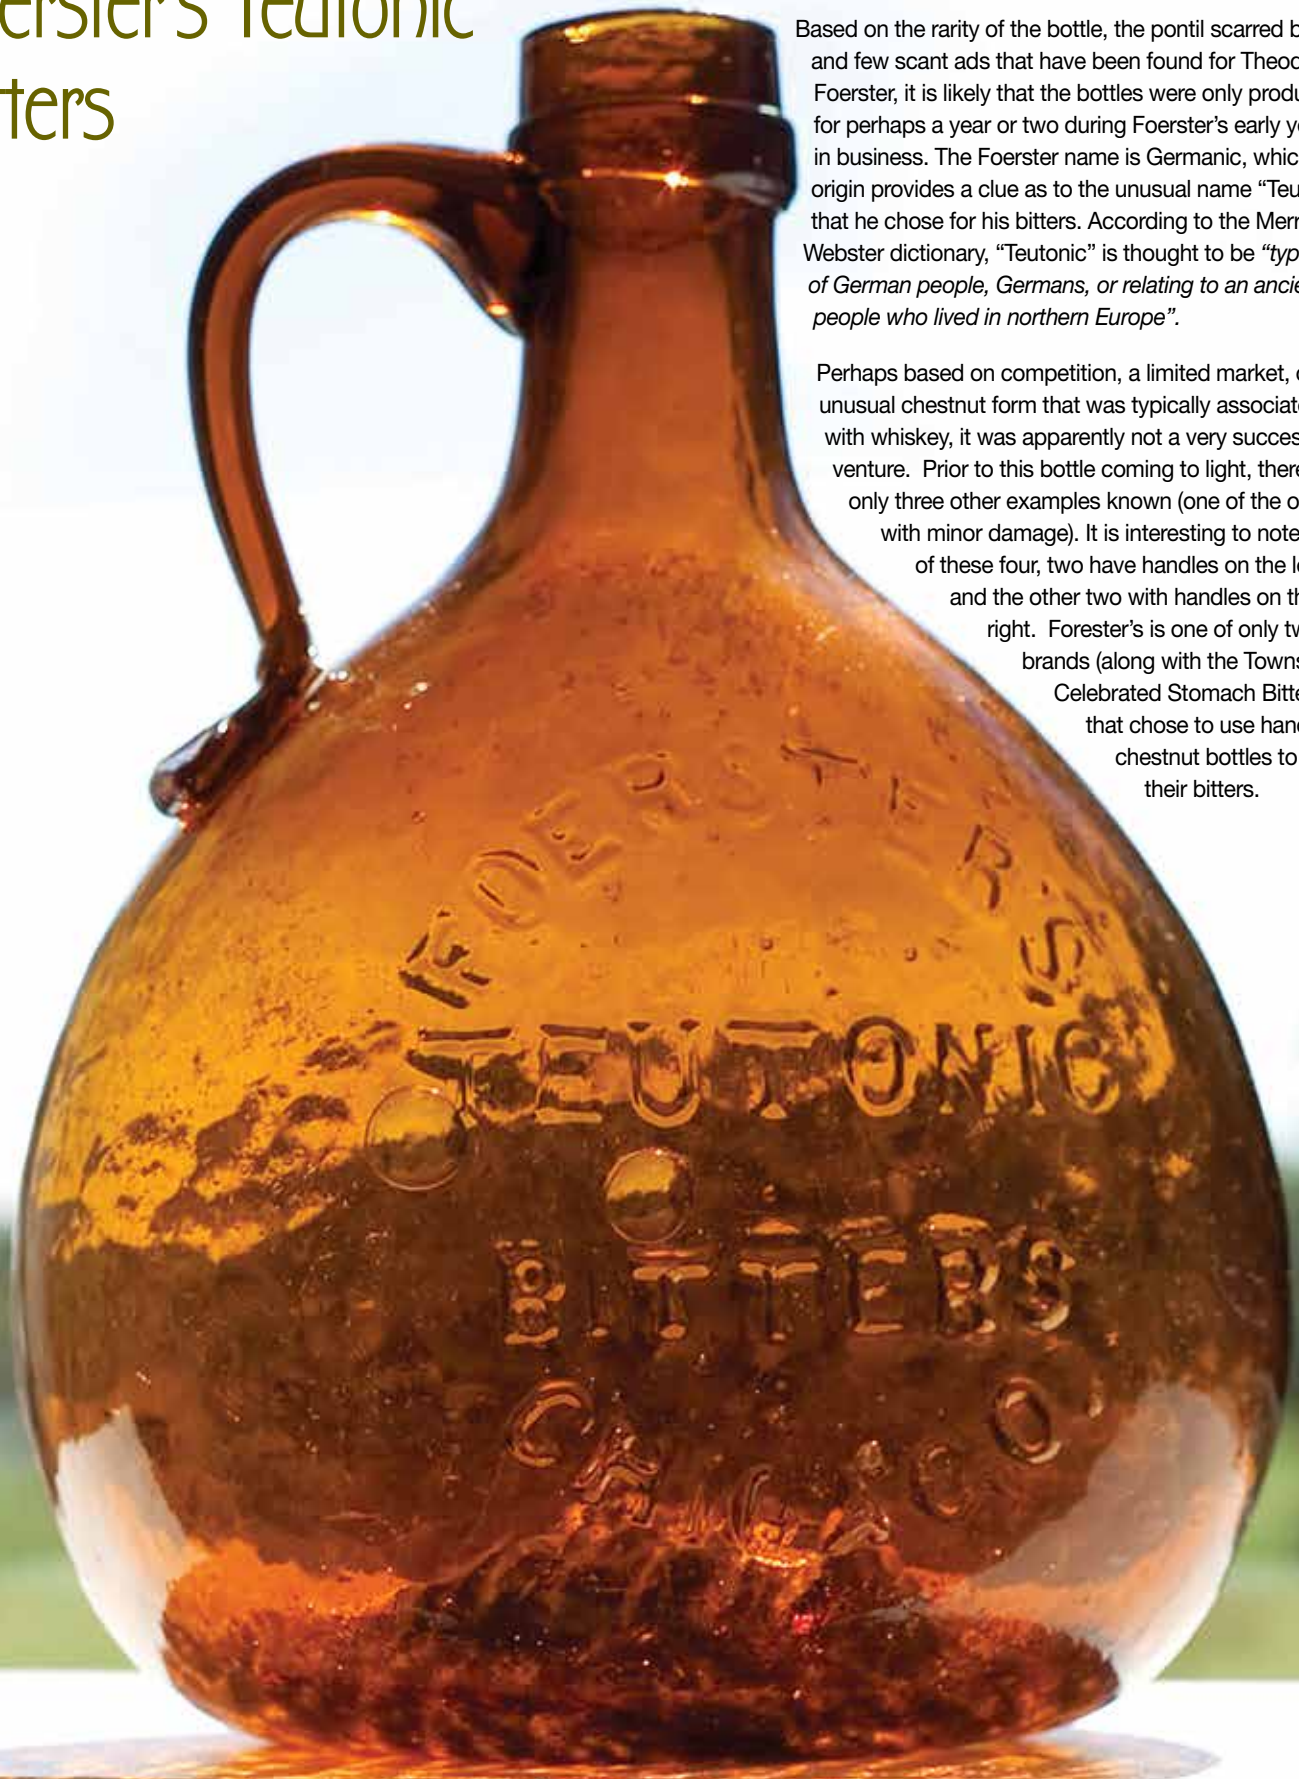 erster's Teutonic
tters
Based on the rarity of the bottle, the pontil scarred b
and few scant ads that have been found for Theod
Foerster, it is likely that the bottles were only produ
for perhaps a year or two during Foerster's early ye
in business. The Foerster name is Germanic, whic
origin provides a clue as to the unusual name “Teu
that he chose for his bitters. According to the Merr
Webster dictionary, “Teutonic” is thought to be “typ
of German people, Germans, or relating to an ancie
people who lived in northern Europe”.
Perhaps based on competition, a limited market, o
unusual chestnut form that was typically associate
with whiskey, it was apparently not a very success
venture. Prior to this bottle coming to light, there
only three other examples known (one of the o
with minor damage). It is interesting to note
of these four, two have handles on the le
and the other two with handles on th
right. Forester's is one of only tw
brands (along with the Towns
Celebrated Stomach Bitte
that chose to use hand
chestnut bottles to
their bitters.
FOERSTER'S
TEUTONIC
BITTERS
CHICAGO